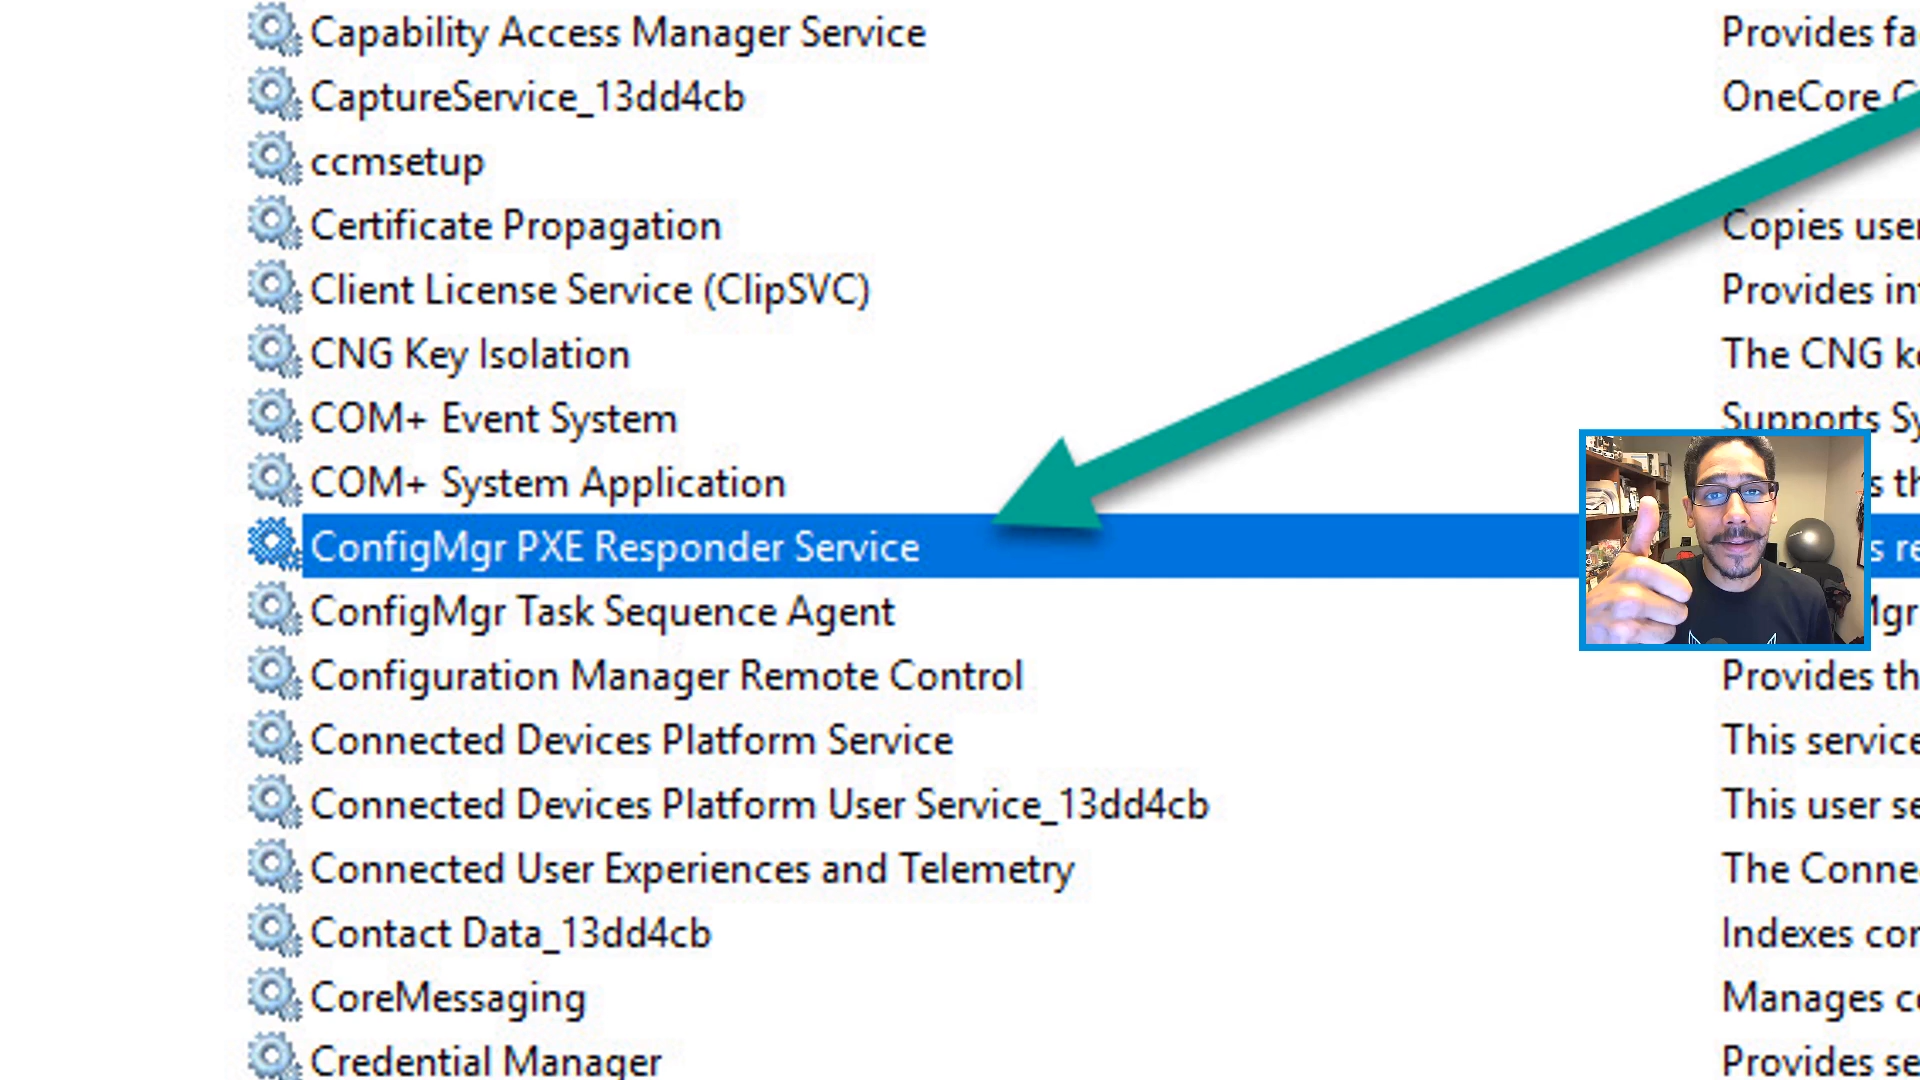 Capability Access Manager Service Provides fa
CaptureService_13dd4cb OneCore
ccmsetup
Certificate Propagation Copies user
Client License Service (ClipSVC) Provides in
CNG Key Isolation The CNG k
COM+ Event System Supports Sy
COM+ System Application s th
ConfigMgr PXE Responder Service s re
ConfigMgr Task Sequence Agent Mgr
Configuration Manager Remote Control Provides th
Connected Devices Platform Service This service
Connected Devices Platform User Service_13dd4cb This user se
Connected User Experiences and Telemetry The Conne
Contact Data_13dd4cb Indexes con
CoreMessaging Manages co
Credential Manager Provides se